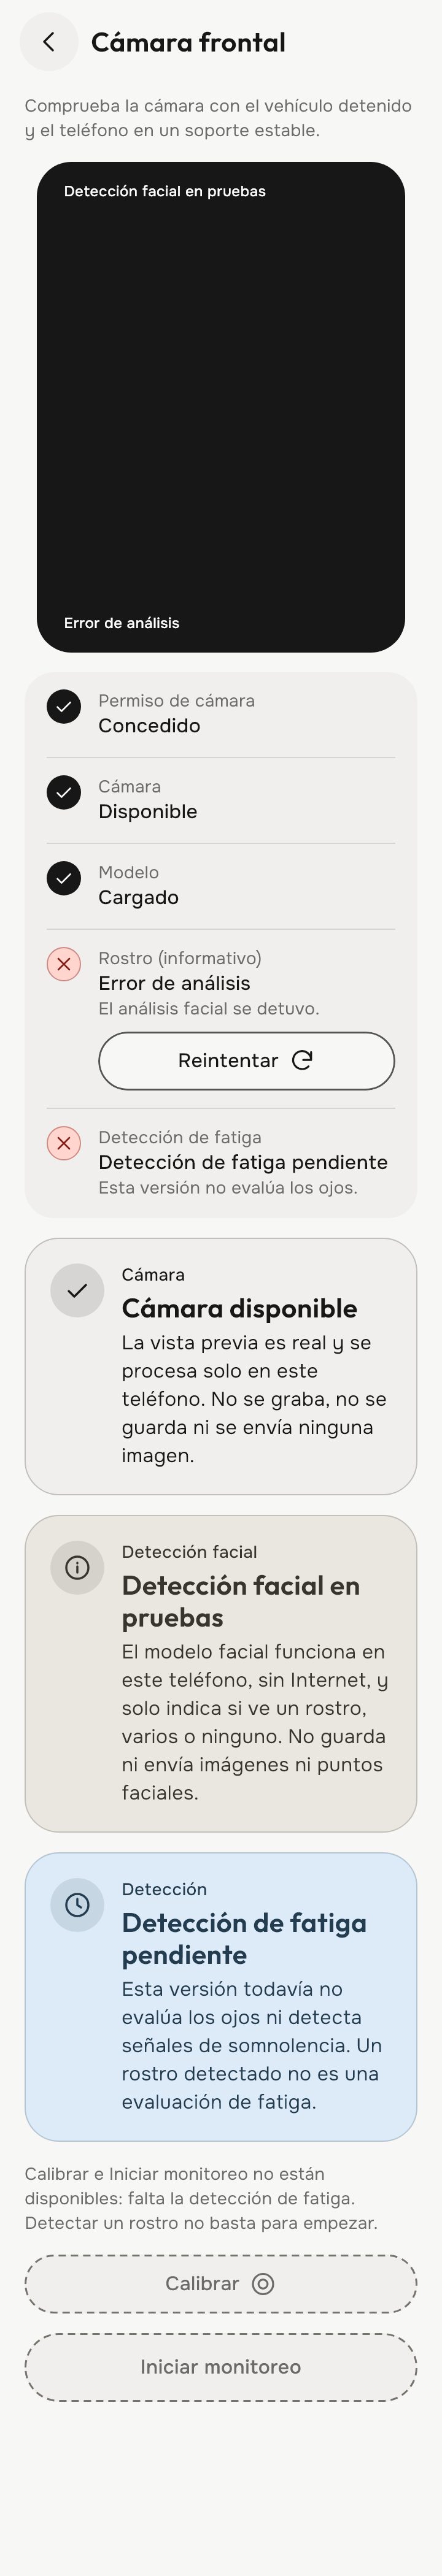 Cámara frontal
Comprueba la cámara con el vehículo detenido
y el teléfono en un soporte estable.
Detección facial en pruebas
Error de análisis
Permiso de cámara
Concedido
Cámara
Disponible
Modelo
Cargado
Rostro (informativo)
Error de análisis
El análisis facial se detuvo.
Reintentar
Detección de fatiga
Detección de fatiga pendiente
Esta versión no evalúa los ojos.
Cámara
Cámara disponible
La vista previa es real y se
procesa solo en este
teléfono. No se graba, no se
guarda ni se envía ninguna
imagen.
Detección facial
Detección facial en
pruebas
El modelo facial funciona en
este teléfono, sin Internet, y
solo indica si ve un rostro,
varios o ninguno. No guarda
ni envía imágenes ni puntos
faciales.
Detección
Detección de fatiga
pendiente
Esta versión todavía no
evalúa los ojos ni detecta
señales de somnolencia. Un
rostro detectado no es una
evaluación de fatiga.
Calibrar e Iniciar monitoreo no están
disponibles: falta la detección de fatiga.
Detectar un rostro no basta para empezar.
Calibrar
Iniciar monitoreo